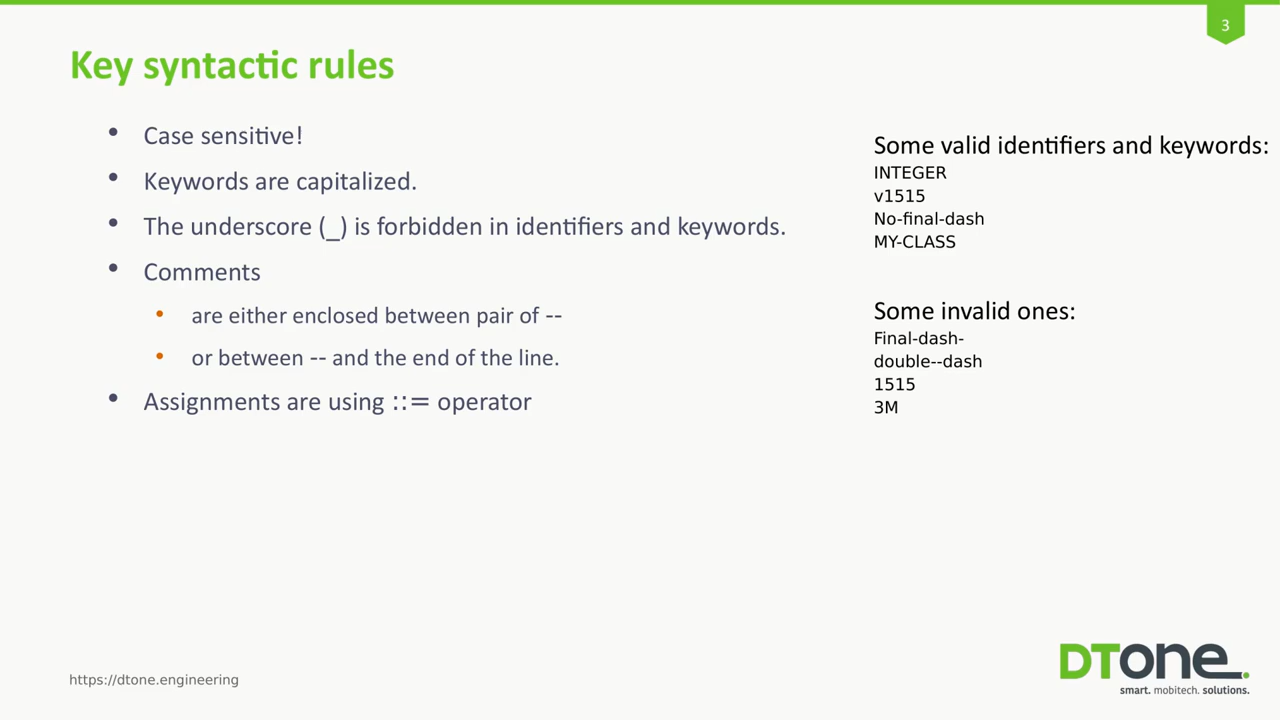 3
Key syntactic rules
• Case sensitive!
• Keywords are capitalized.
• The underscore (_) is forbidden in identifiers and keywords.
• Comments
• are either enclosed between pair of --
• or between -- and the end of the line.
• Assignments are using ::= operator
Some valid identifiers and keywords:
INTEGER
v1515
No-final-dash
MY-CLASS
Some invalid ones:
Final-dash-
double--dash
1515
3M
https://dtone.engineering
DTone.
smart. mobitech. solutions.